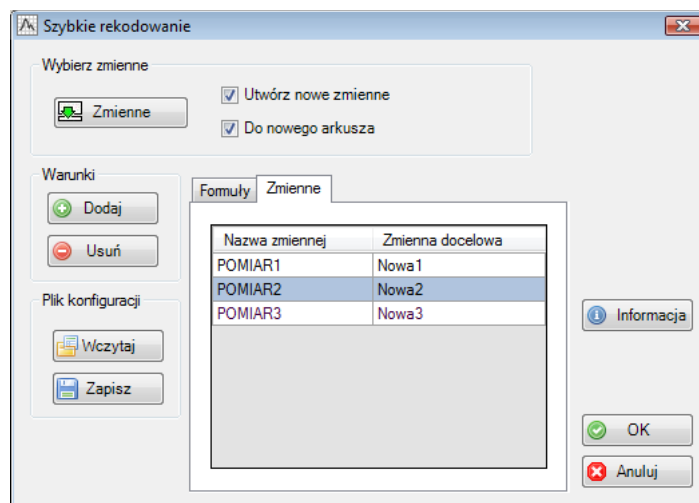 Szybkie rekodowanie
Wybierz zmienne
Zmienne
Utwórz nowe zmienne
Do nowego arkusza
Warunki
Dodaj
Usuń
Plik konfiguracji
Wczytaj
Zapisz
Formuły Zmienne
Nazwa zmiennej Zmienna docelowa
POMIAR1 Nowa1
POMIAR2 Nowa2
POMIAR3 Nowa3
Informacja
OK
Anuluj